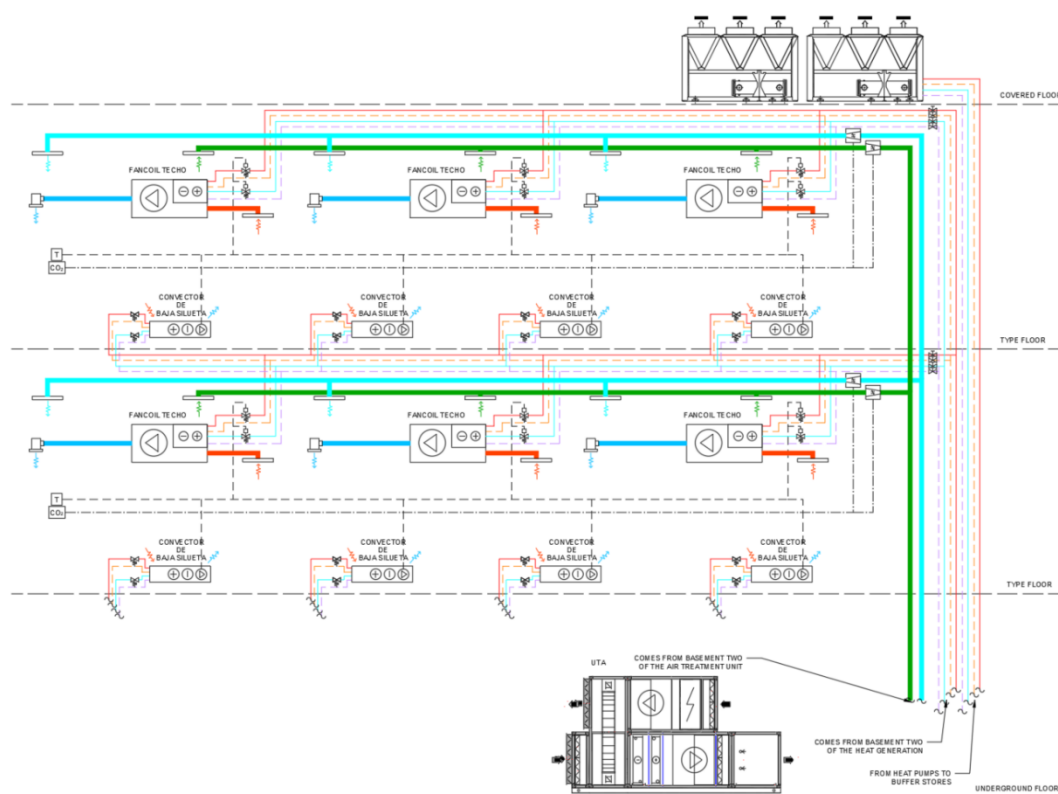 COVERED FLOOR
FANCOIL TECHO
FANCOIL TECHO
FANCOIL TECHO
T
CO₂
CONVECTOR
DE
BAJA SILUETA
CONVECTOR
DE
BAJA SILUETA
CONVECTOR
DE
BAJA SILUETA
CONVECTOR
DE
BAJA SILUETA
TYPE FLOOR
FANCOIL TECHO
FANCOIL TECHO
FANCOIL TECHO
T
CO₂
CONVECTOR
DE
BAJA SILUETA
CONVECTOR
DE
BAJA SILUETA
CONVECTOR
DE
BAJA SILUETA
CONVECTOR
DE
BAJA SILUETA
TYPE FLOOR
UTA
COMES FROM BASEMENT TWO
OF THE AIR TREATMENT UNIT
COMES FROM BASEMENT TWO
OF THE HEAT GENERATION
FROM HEAT PUMPS TO
BUFFER STORES
UNDERGROUND FLOOR